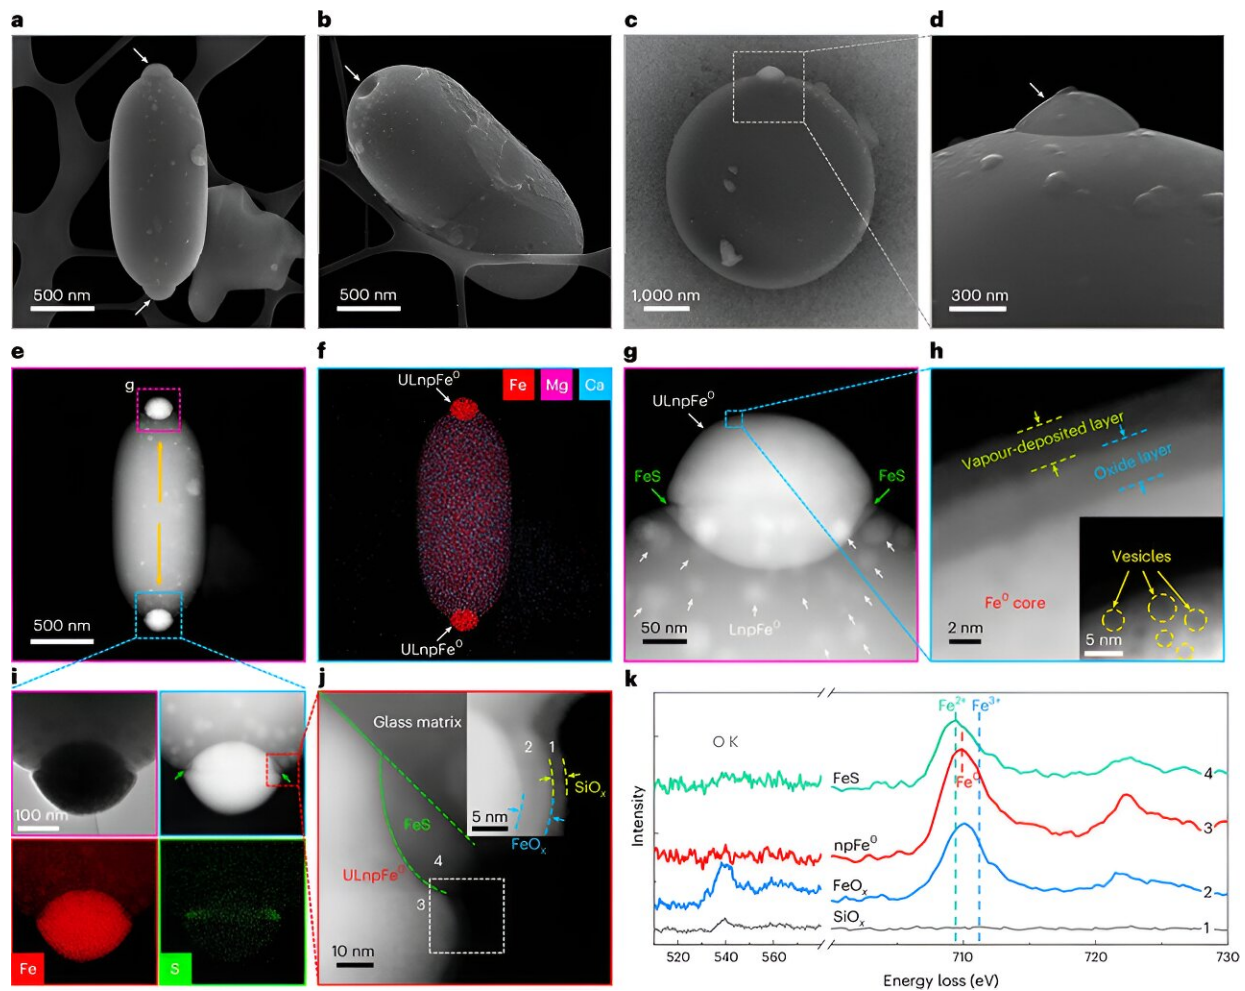 a
b
c
d
500 nm
500 nm
1,000 nm
300 nm
e
f
g
h
g
500 nm
ULnpFe⁰
Fe
Mg
Ca
ULnpFe⁰
ULnpFe⁰
FeS
FeS
LnpFe⁰
50 nm
Vapour-deposited layer
Oxide layer
Vesicles
Fe⁰ core
2 nm
5 nm
i
j
k
100 nm
Fe
S
Glass matrix
2
1
SiOₓ
5 nm
FeOₓ
FeS
4
ULnpFe⁰
3
10 nm
Fe²⁺
Fe³⁺
O K
Fe⁰
FeS
4
npFe⁰
3
FeOₓ
2
SiOₓ
1
Intensity
520
540
560
710
720
730
Energy loss (eV)